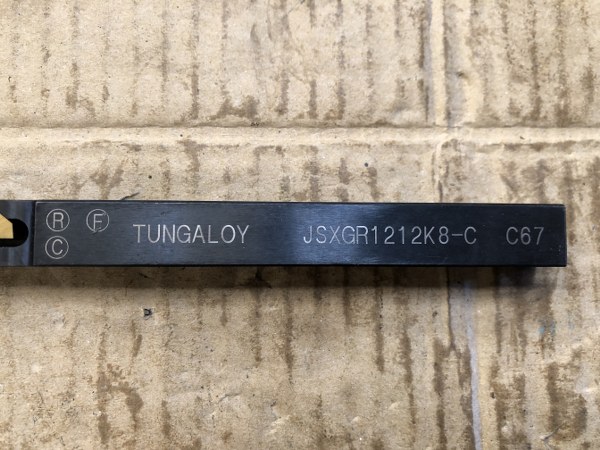 Ⓡ Ⓕ
Ⓒ
TUNGALOY JSXGR1212K8-C C67